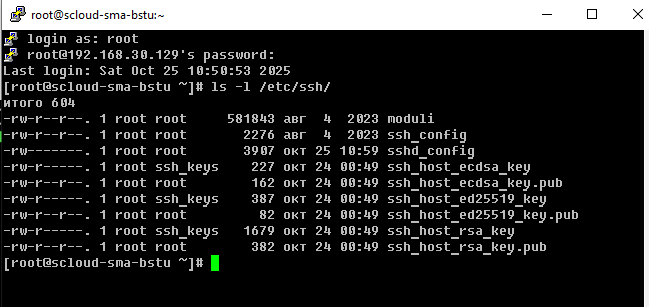 root@scloud-sma-bstu:~
login as: root
root@192.168.30.129's password:
Last login: Sat Oct 25 10:50:53 2025
[root@scloud-sma-bstu ~]# ls -l /etc/ssh/
итого 604
-rw-r--r--. 1 root root     581843 авг  4  2023 moduli
-rw-r--r--. 1 root root       2276 авг  4  2023 ssh_config
-rw-------. 1 root root       3907 окт 25 10:59 sshd_config
-rw-r-----. 1 root ssh_keys    227 окт 24 00:49 ssh_host_ecdsa_key
-rw-r--r--. 1 root root        162 окт 24 00:49 ssh_host_ecdsa_key.pub
-rw-r-----. 1 root ssh_keys    387 окт 24 00:49 ssh_host_ed25519_key
-rw-r--r--. 1 root root         82 окт 24 00:49 ssh_host_ed25519_key.pub
-rw-r-----. 1 root ssh_keys   1679 окт 24 00:49 ssh_host_rsa_key
-rw-r--r--. 1 root root        382 окт 24 00:49 ssh_host_rsa_key.pub
[root@scloud-sma-bstu ~]#